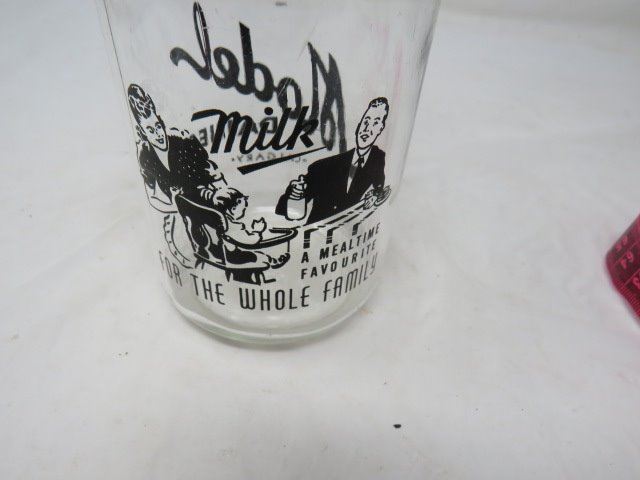 Model
Milk
CALGARY
A MEALTIME
FAVOURITE
FOR THE WHOLE FAMILY